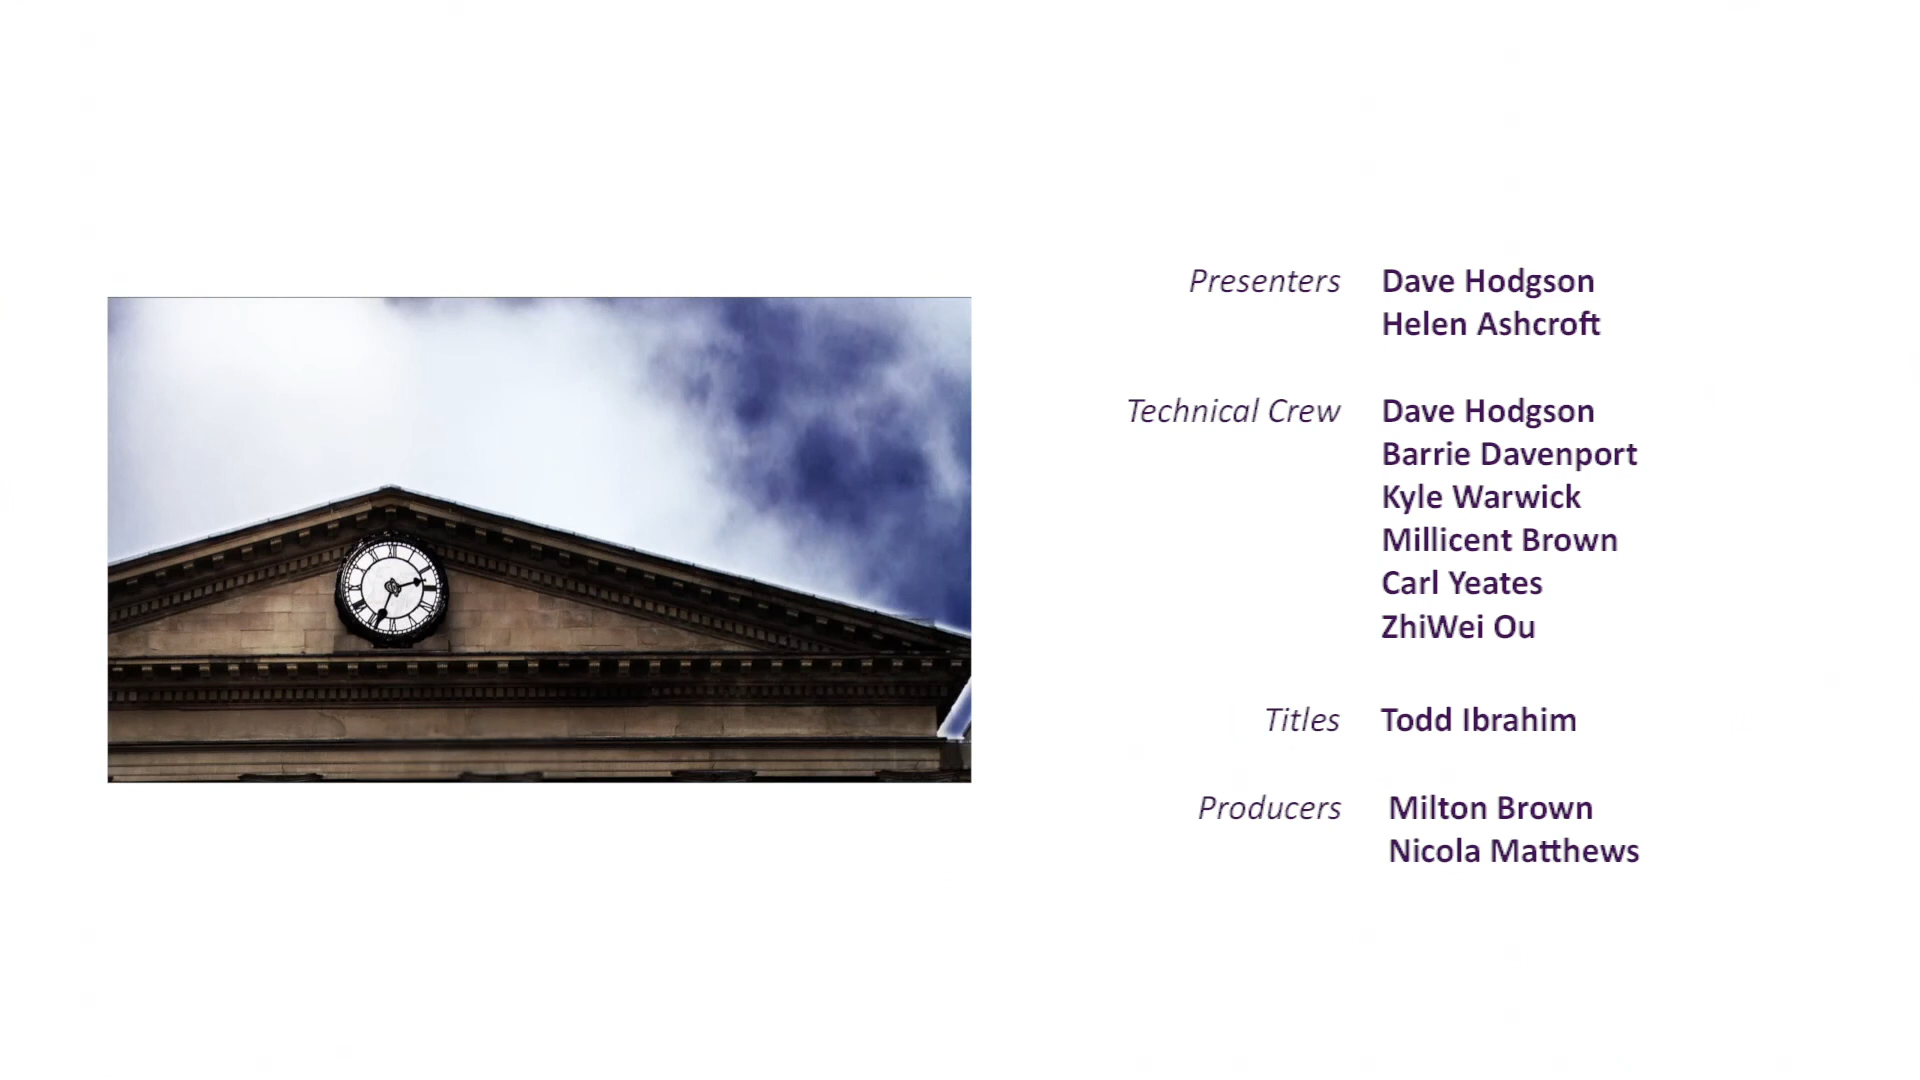 Presenters Dave Hodgson
Helen Ashcroft
Technical Crew Dave Hodgson
Barrie Davenport
Kyle Warwick
Millicent Brown
Carl Yeates
ZhiWei Ou
Titles Todd Ibrahim
Producers Milton Brown
Nicola Matthews